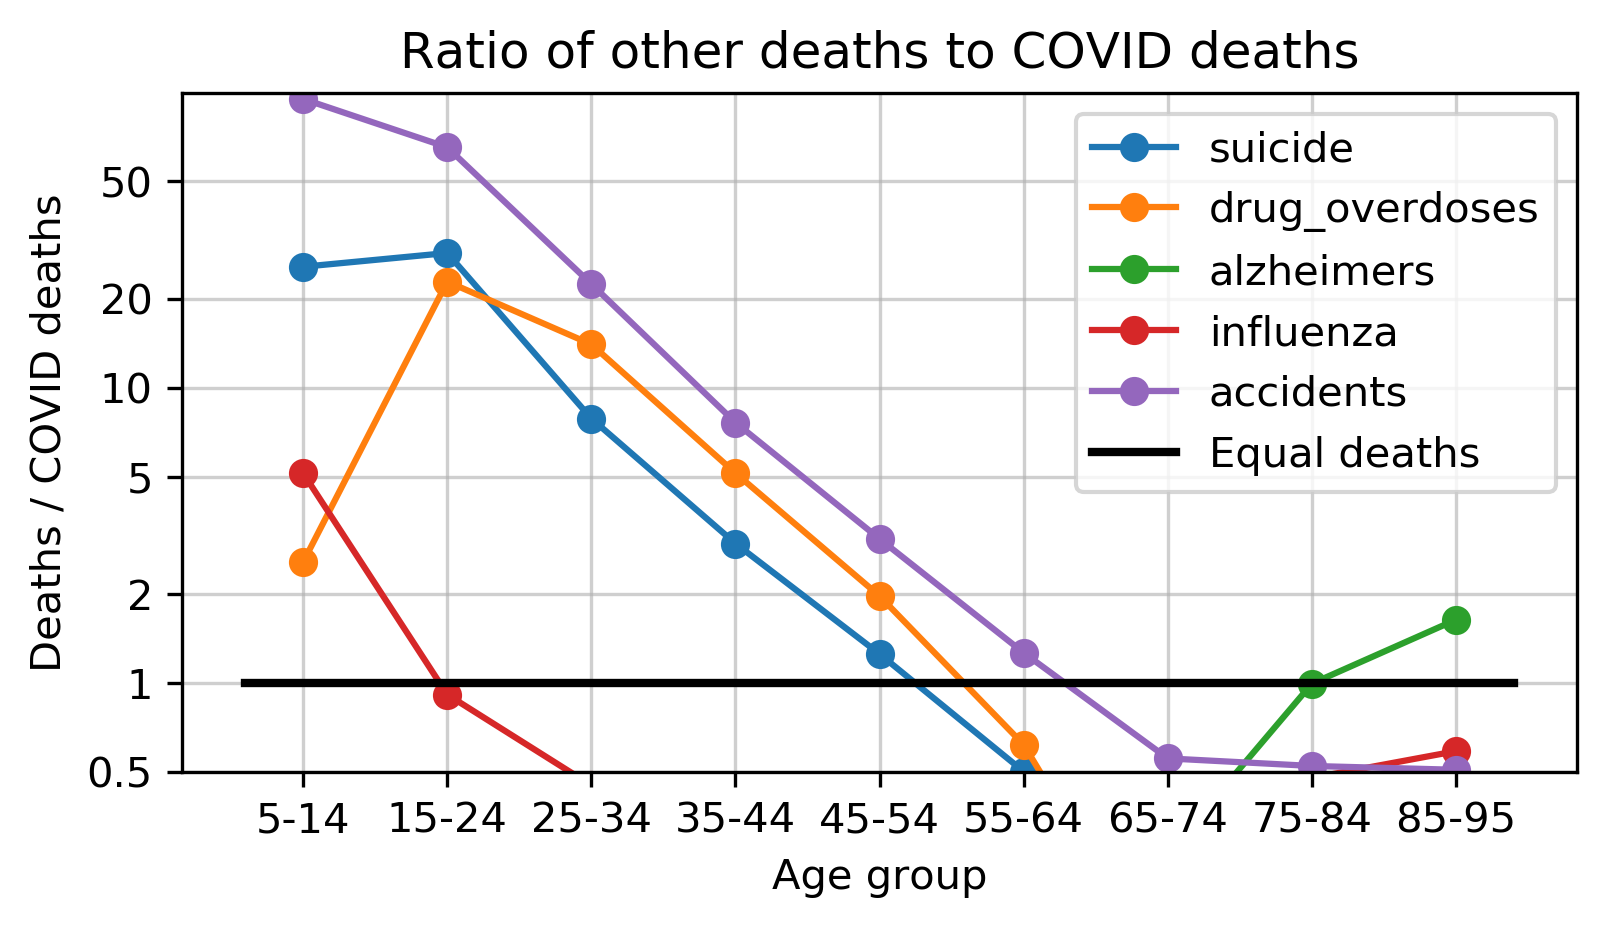 Ratio of other deaths to COVID deaths
Deaths / COVID deaths
50
20
10
5
2
1
0.5
suicide
drug_overdoses
alzheimers
influenza
accidents
Equal deaths
5-14 15-24 25-34 35-44 45-54 55-64 65-74 75-84 85-95
Age group